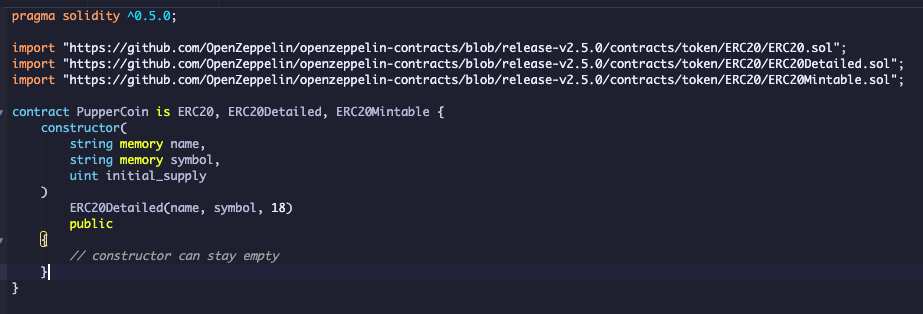 pragma solidity ^0.5.0;
import "https://github.com/OpenZeppelin/openzeppelin-contracts/blob/release-v2.5.0/contracts/token/ERC20/ERC20.sol";
import "https://github.com/OpenZeppelin/openzeppelin-contracts/blob/release-v2.5.0/contracts/token/ERC20/ERC20Detailed.sol";
import "https://github.com/OpenZeppelin/openzeppelin-contracts/blob/release-v2.5.0/contracts/token/ERC20/ERC20Mintable.sol";
contract PupperCoin is ERC20, ERC20Detailed, ERC20Mintable {
constructor(
string memory name,
string memory symbol,
uint initial_supply
)
ERC20Detailed(name, symbol, 18)
public
{
// constructor can stay empty
}
}